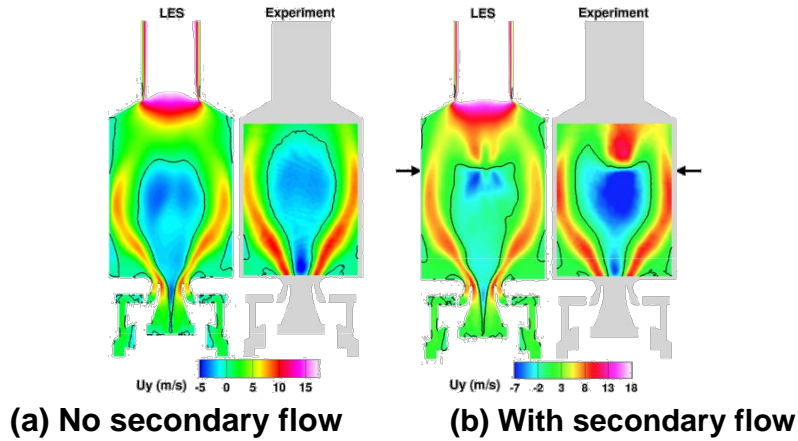 LES Experiment LES Experiment
Uy (m/s) -5 0 5 10 15 Uy (m/s) -7 -2 3 8 13 18
(a) No secondary flow (b) With secondary flow